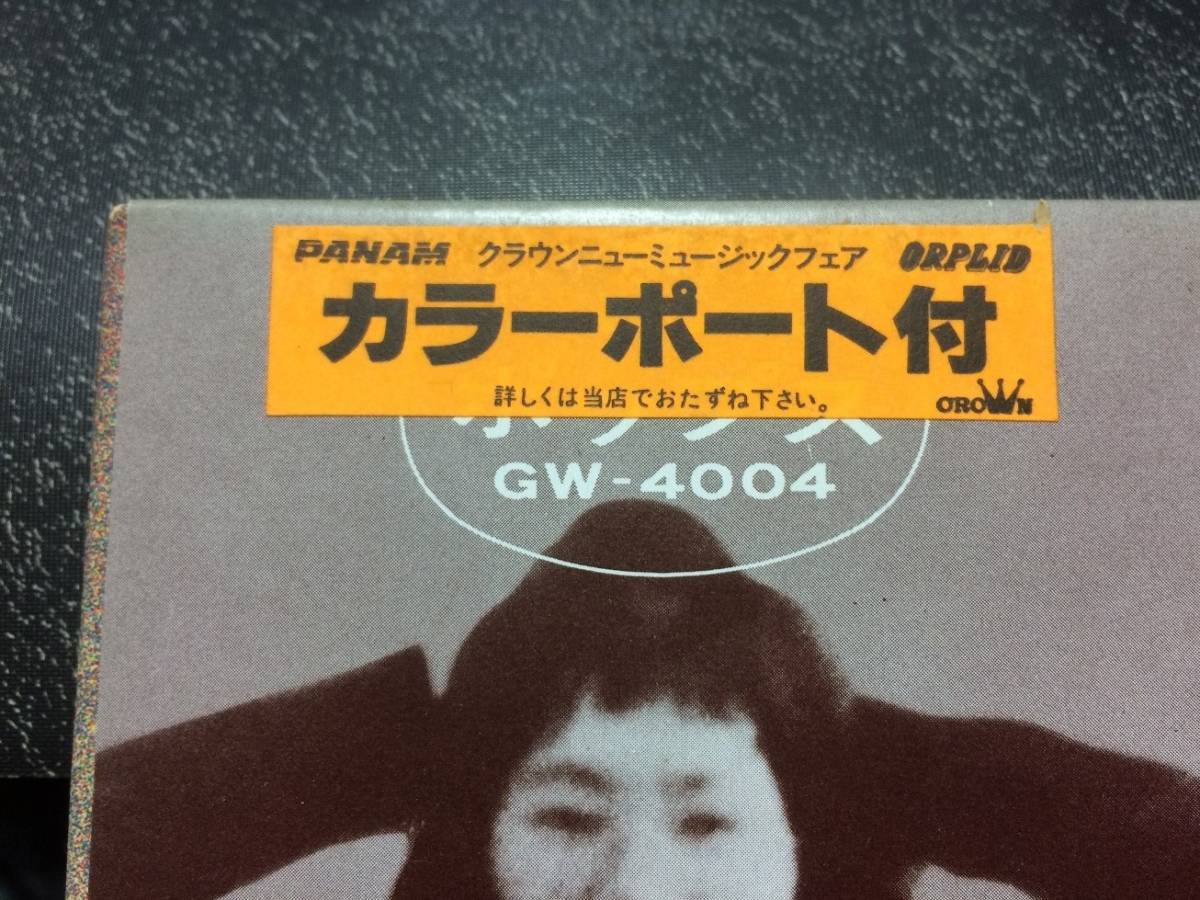 PANAM クラウンニューミュージックフェア ORPLID
カラーポート付
詳しくは当店でおたずね下さい。 CROWN
GW-4004